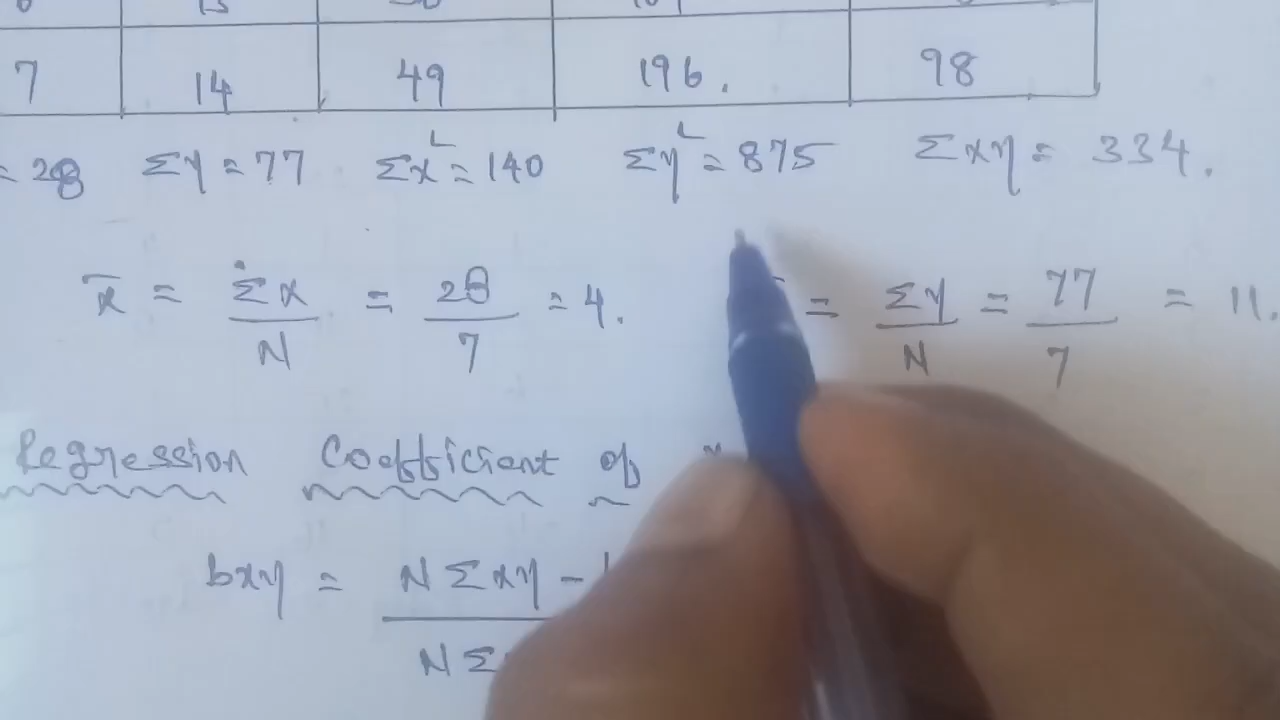 7 14 49 196. 98
= 28 Σy = 77 Σx² = 140 Σy² = 875 Σxy = 334.
x̄ = Σx/N = 28/7 = 4. = Σy/N = 77/7 = 11.
Regression Coefficient of
bxy = NΣxy -
NΣ